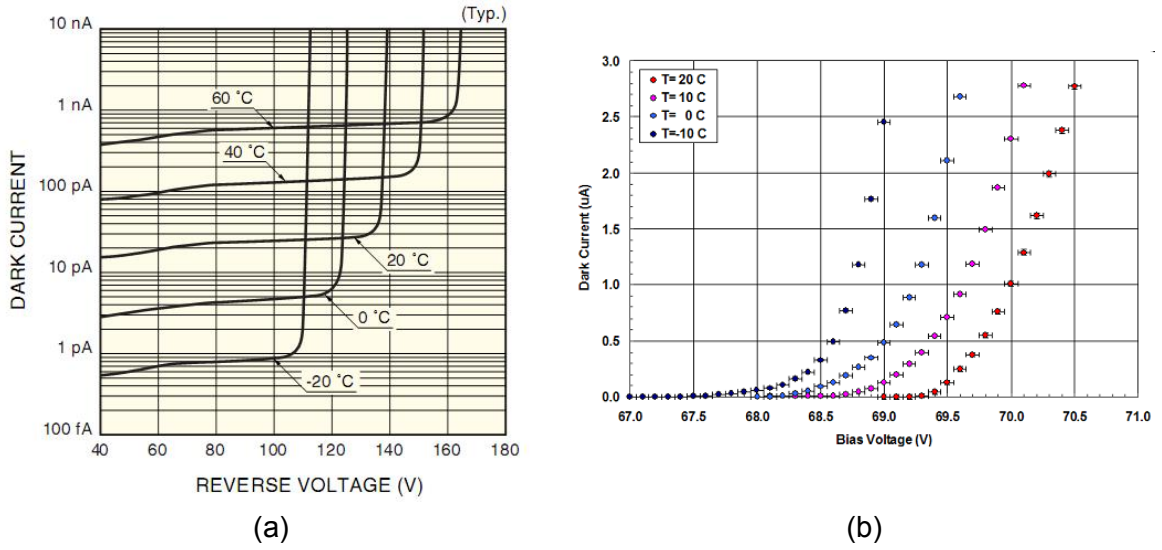 (Typ.)
10 nA
1 nA
100 pA
10 pA
1 pA
100 fA
DARK CURRENT
60 °C
40 °C
20 °C
0 °C
-20 °C
40 60 80 100 120 140 160 180
REVERSE VOLTAGE (V)
(a)
3.0
2.5
2.0
1.5
1.0
0.5
0.0
Dark Current (uA)
T= 20 C
T= 10 C
T= 0 C
T=-10 C
67.0 67.5 68.0 68.5 69.0 69.5 70.0 70.5 71.0
Bias Voltage (V)
(b)